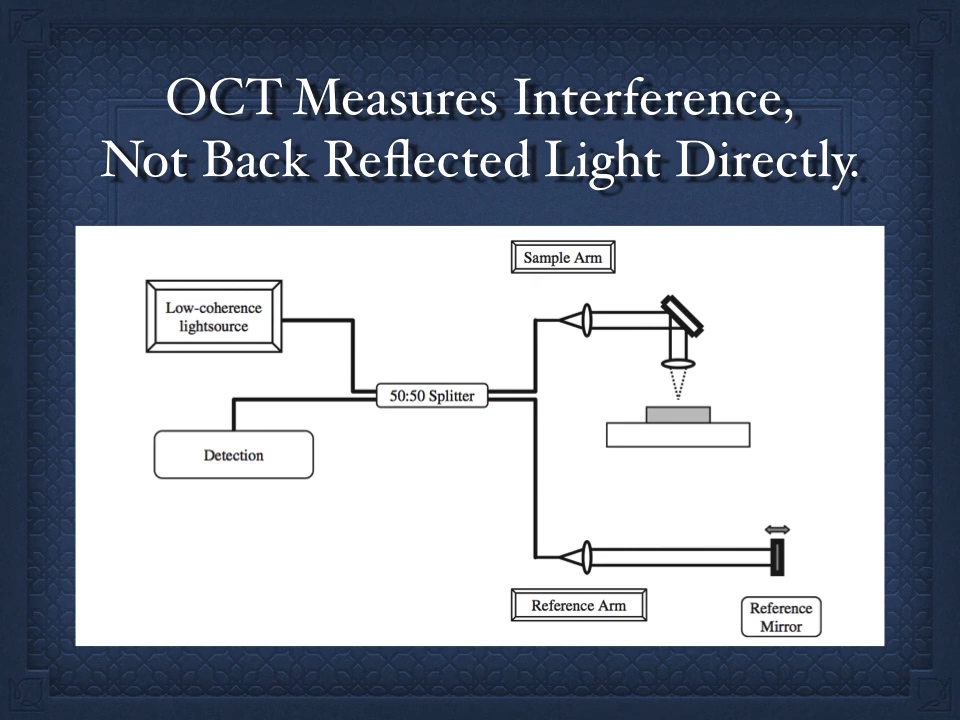 OCT Measures Interference,
Not Back Reflected Light Directly.
Sample Arm
Low-coherence
lightsource
50:50 Splitter
Detection
Reference Arm
Reference
Mirror